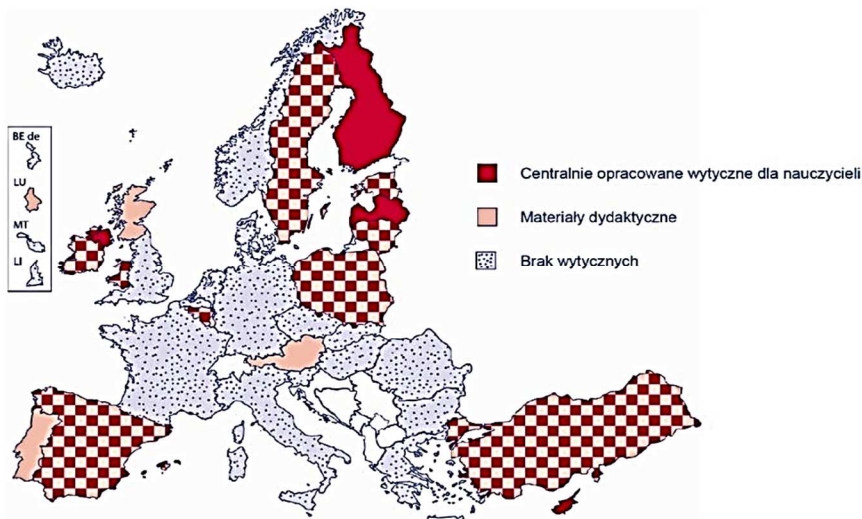 BE de
LU
MT
LI
Centralnie opracowane wytyczne dla nauczycieli
Materiały dydaktyczne
Brak wytycznych